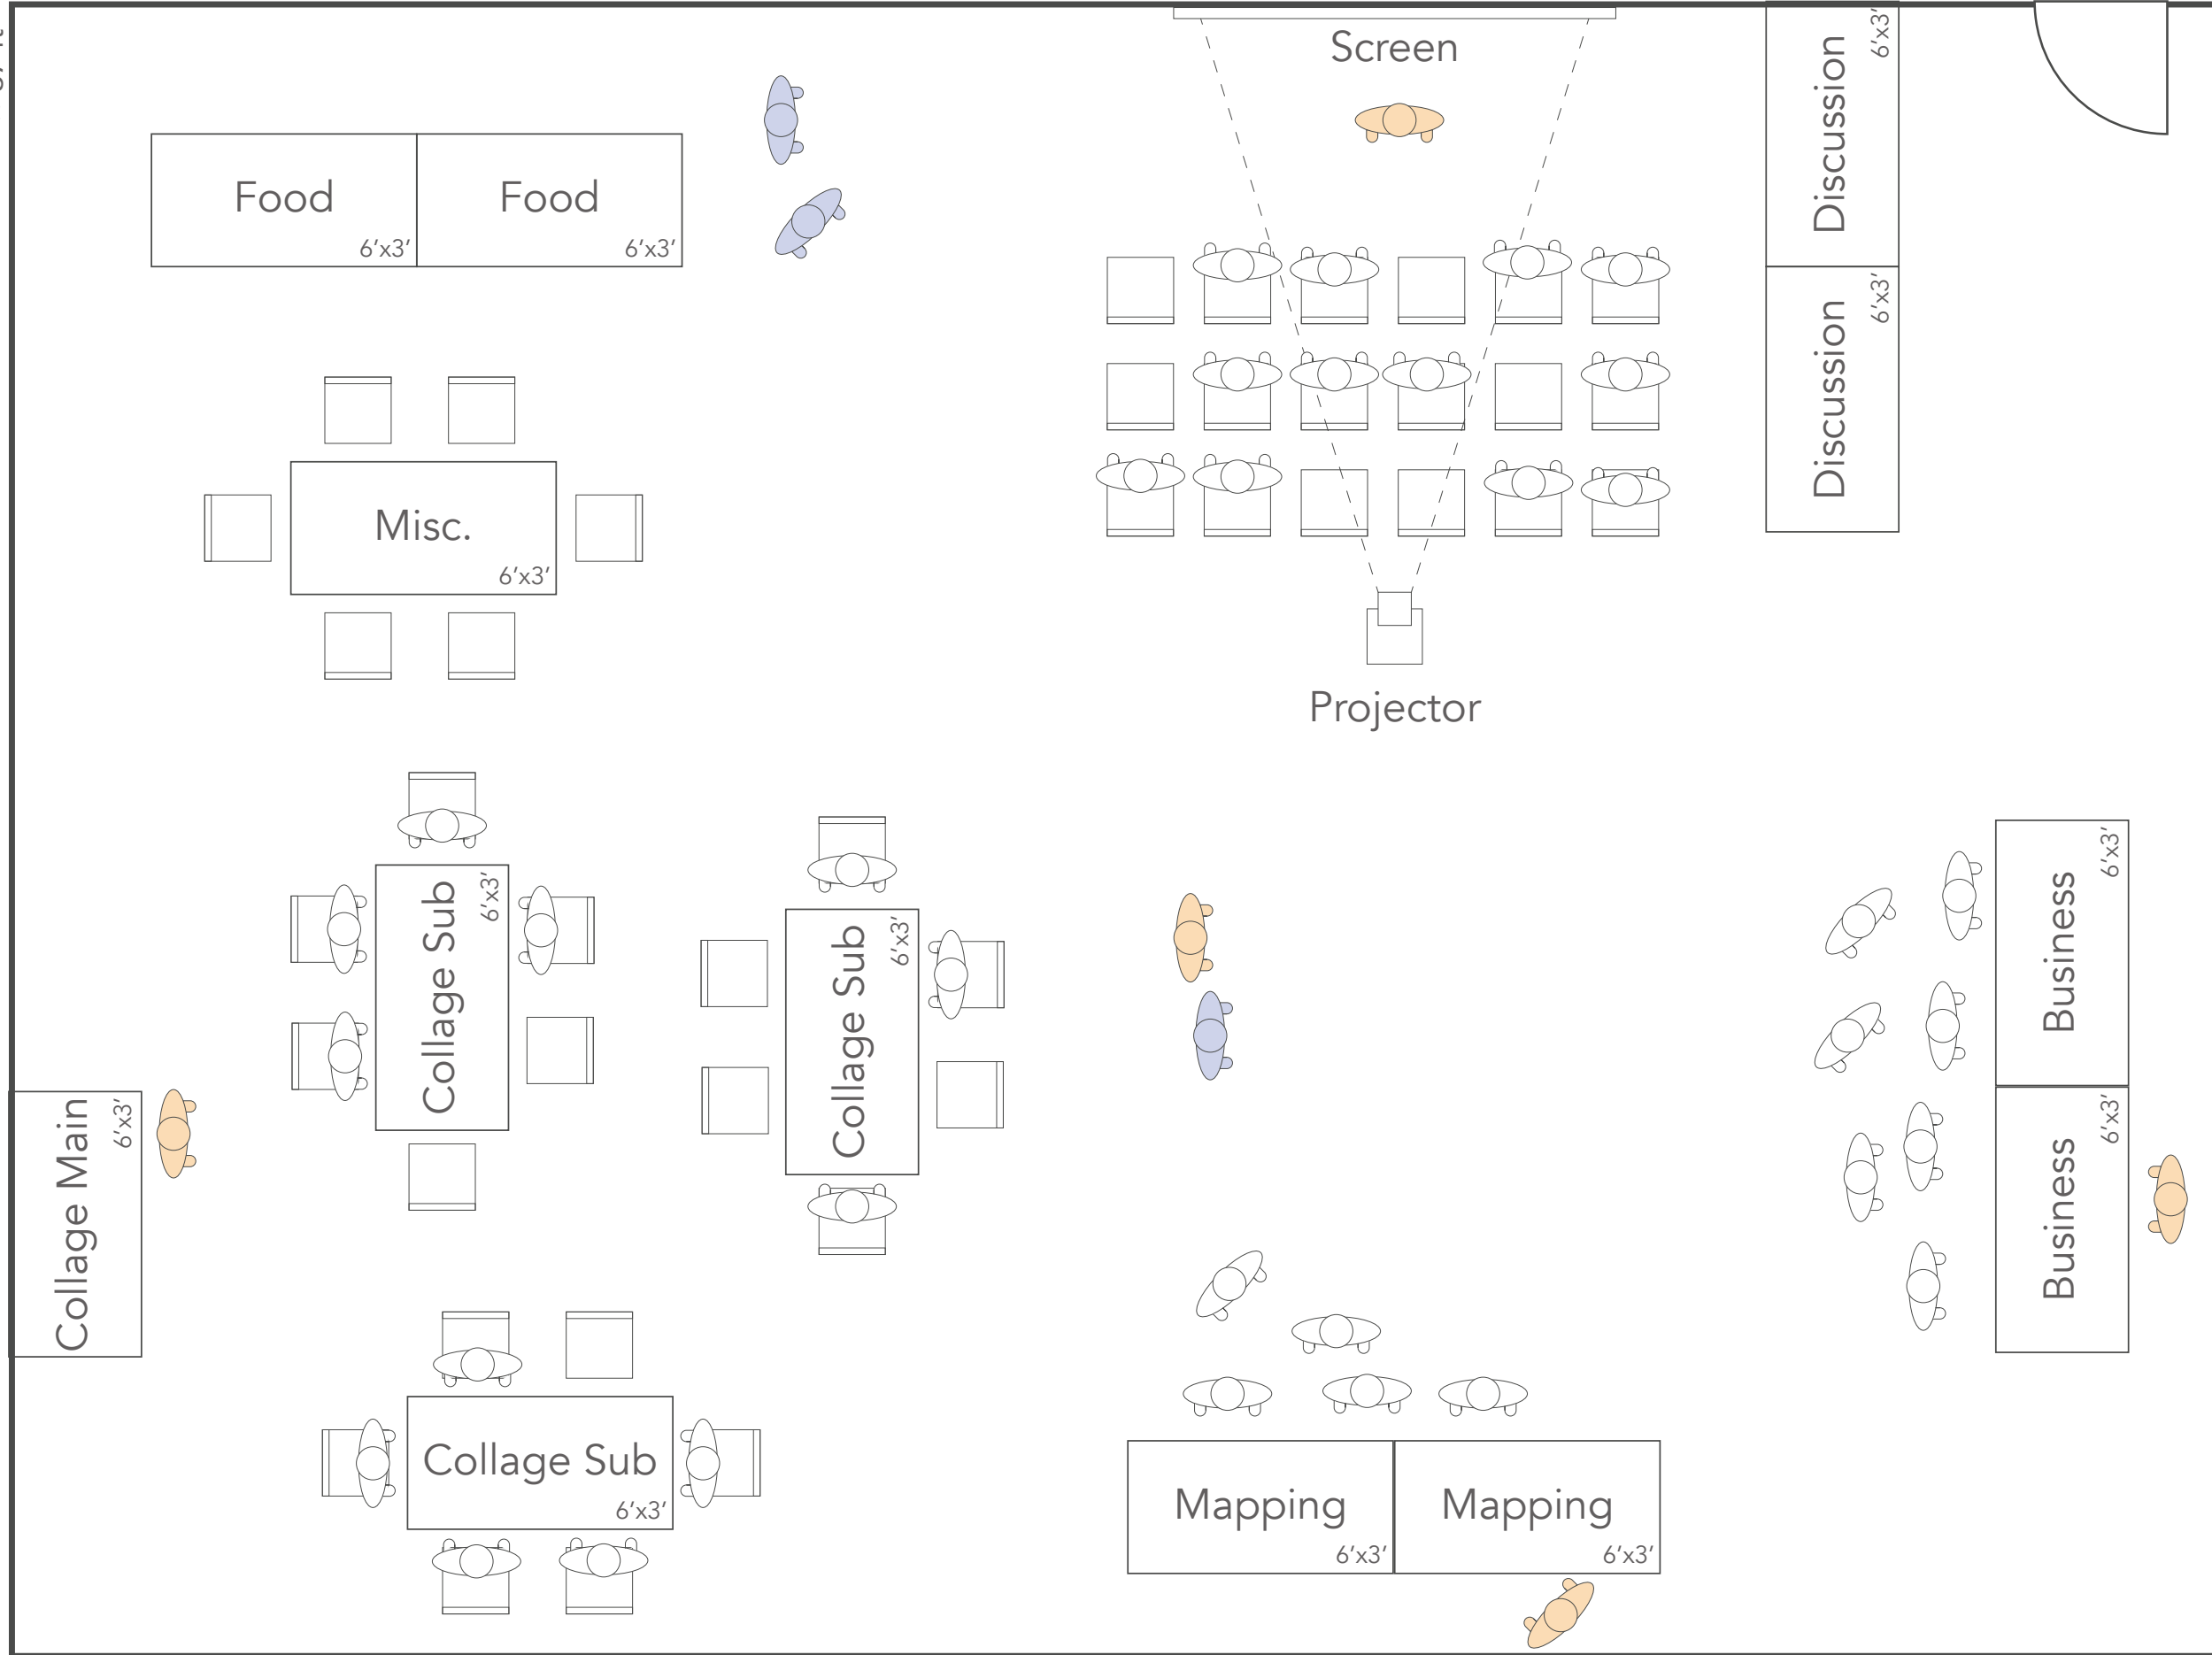 Screen
Discussion
6'x3'
Food
6'x3'
Food
6'x3'
Discussion
6'x3'
Misc.
6'x3'
Projector
Collage Sub
6'x3'
Collage Sub
6'x3'
Business
6'x3'
Business
6'x3'
Collage Main
6'x3'
Collage Sub
6'x3'
Mapping
6'x3'
Mapping
6'x3'